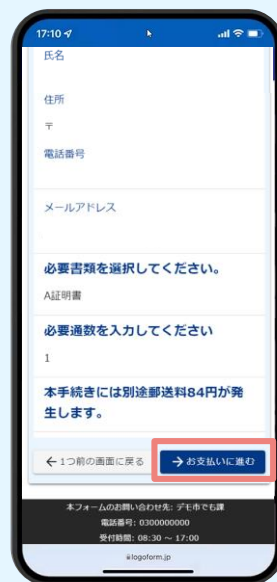 17:10
氏名
住所
〒
電話番号
メールアドレス
必要書類を選択してください。
A証明書
必要通数を入力してください
1
本手続きには別途郵送料84円が発
生します。
←1つ前の画面に戻る
→お支払いに進む
本フォームのお問い合わせ先: デモ市でも課
電話番号: 0300000000
受付時間: 08:30 ～ 17:00
logoform.jp